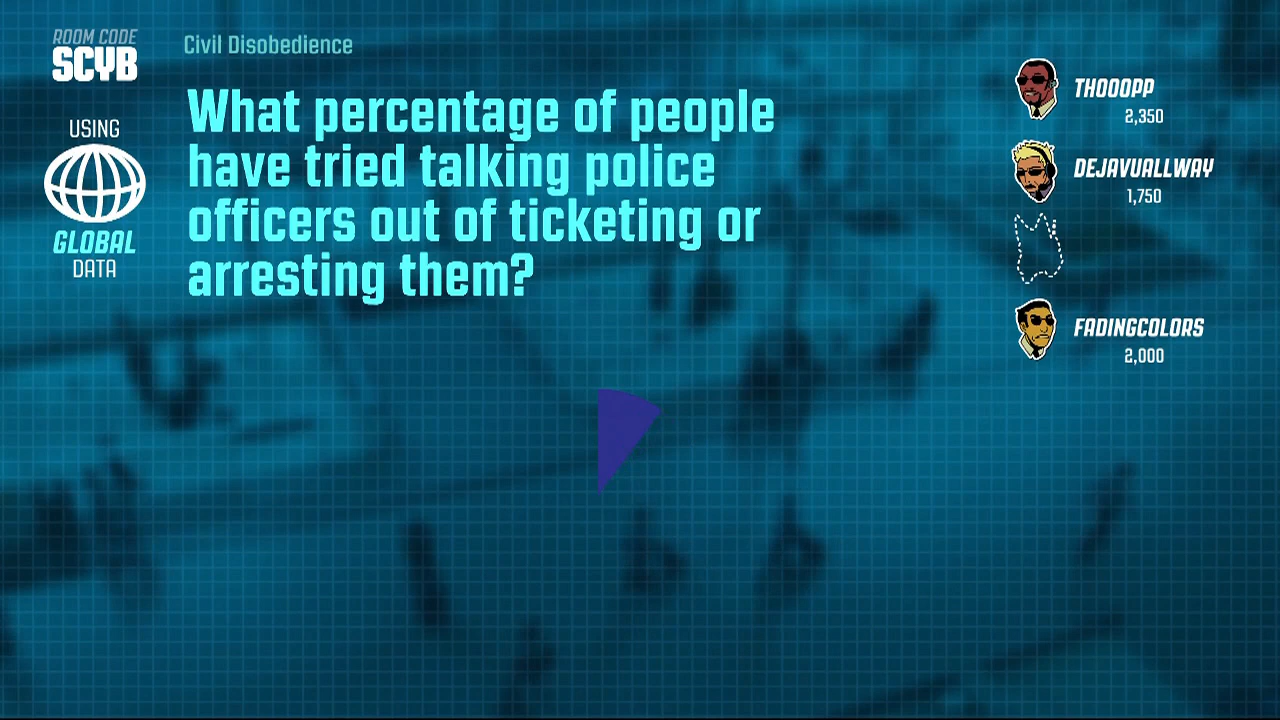 ROOM CODE
SCYB
USING
GLOBAL
DATA
Civil Disobedience
What percentage of people
have tried talking police
officers out of ticketing or
arresting them?
THOOOPP
2,350
DEJAVUALLWAY
1,750
FADINGCOLORS
2,000